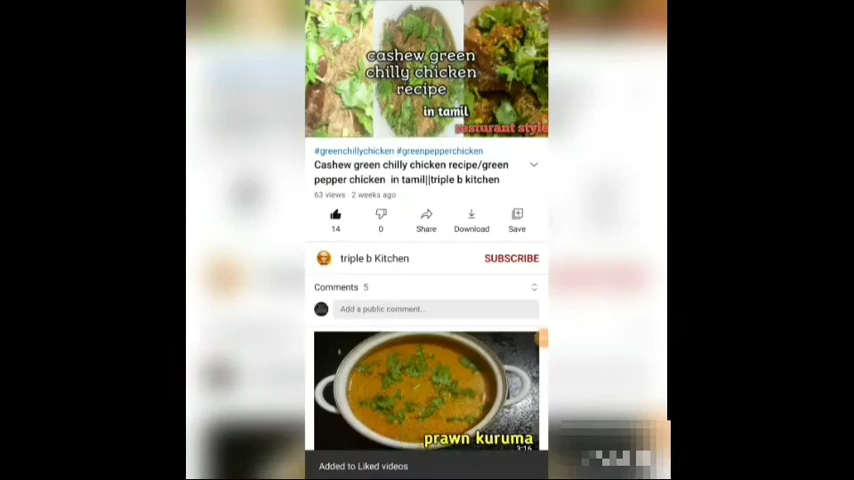 cashew green
chilly chicken
recipe
in tamil
resturant style
#greenchillychicken #greenpepperchicken
Cashew green chilly chicken recipe/green
pepper chicken in tamil||triple b kitchen
63 views · 2 weeks ago
14
0
Share
Download
Save
triple b Kitchen
SUBSCRIBE
Comments 5
Add a public comment...
prawn kuruma
3:16
Added to Liked videos